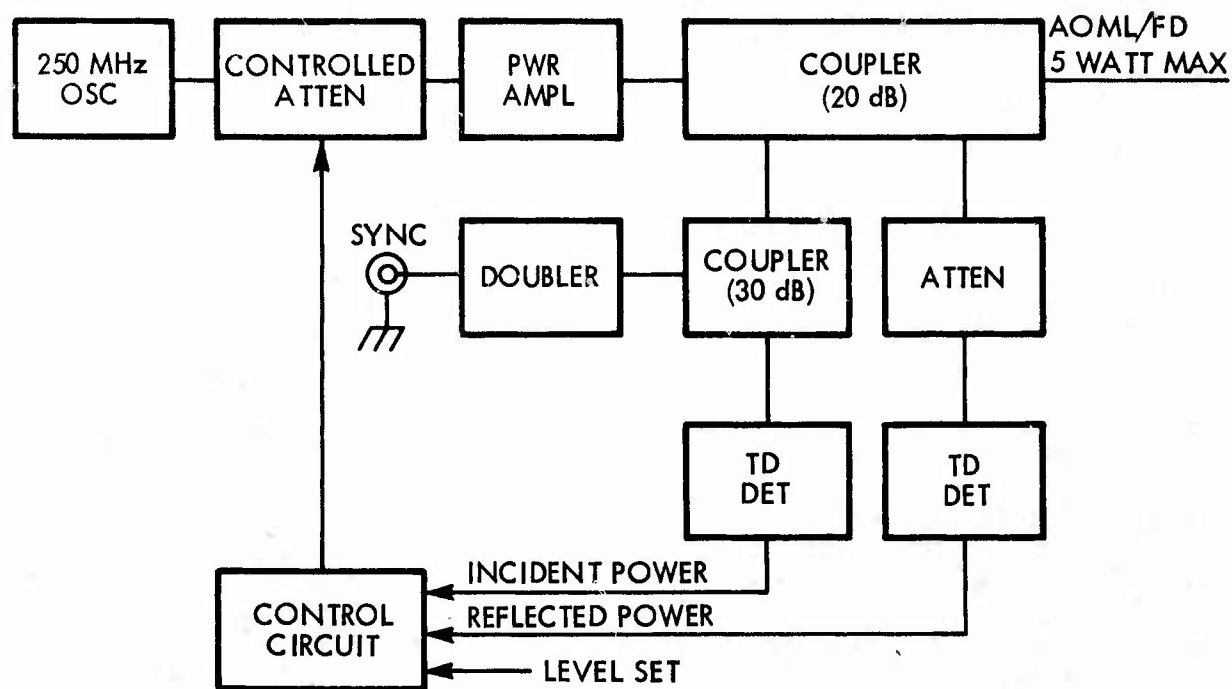 250 MHz
OSC
CONTROLLED
ATTEN
PWR
AMPL
COUPLER
(20 dB)
AOML/FD
5 WATT MAX
SYNC
DOUBLER
COUPLER
(30 dB)
ATTEN
TD
DET
TD
DET
INCIDENT POWER
REFLECTED POWER
LEVEL SET
CONTROL
CIRCUIT